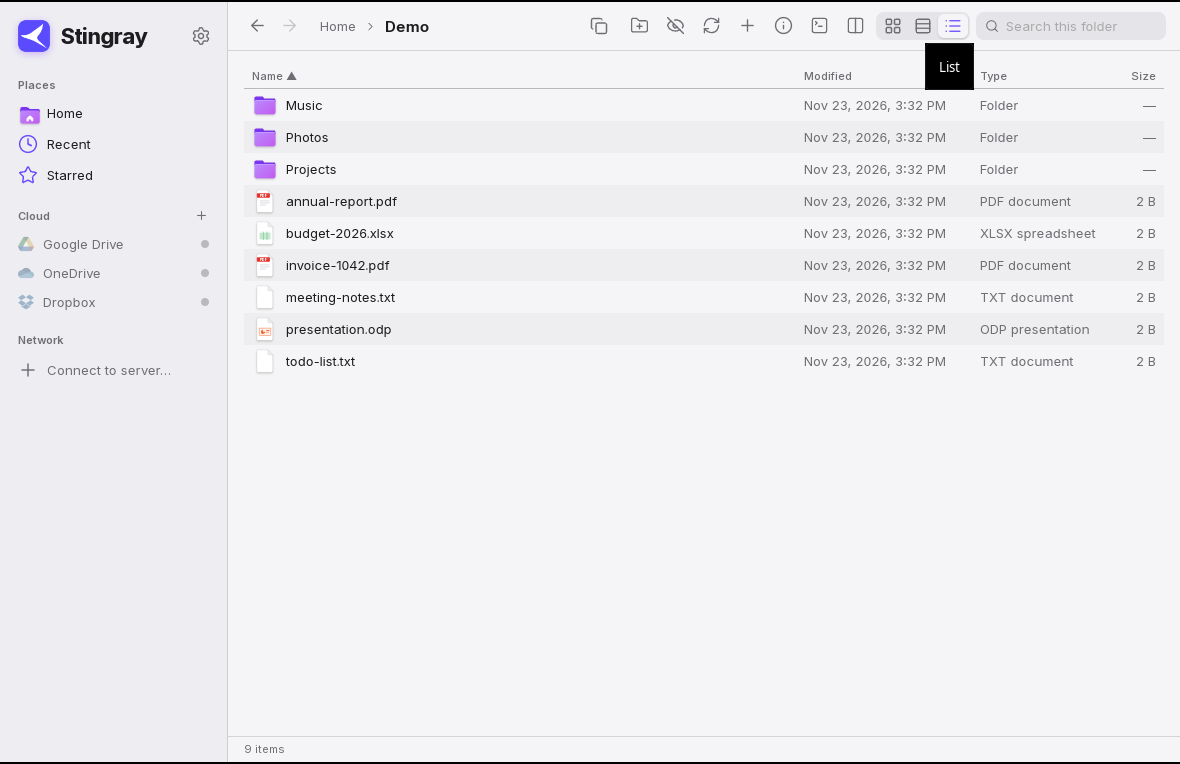 Stingray
Home
Demo
Search this folder
List
Places
Home
Recent
Starred
Cloud
Google Drive
OneDrive
Dropbox
Network
Connect to server...
Name ▲ Modified Type Size
Music Nov 23, 2026, 3:32 PM Folder —
Photos Nov 23, 2026, 3:32 PM Folder —
Projects Nov 23, 2026, 3:32 PM Folder —
PDF annual-report.pdf Nov 23, 2026, 3:32 PM PDF document 2 B
budget-2026.xlsx Nov 23, 2026, 3:32 PM XLSX spreadsheet 2 B
PDF invoice-1042.pdf Nov 23, 2026, 3:32 PM PDF document 2 B
meeting-notes.txt Nov 23, 2026, 3:32 PM TXT document 2 B
presentation.odp Nov 23, 2026, 3:32 PM ODP presentation 2 B
todo-list.txt Nov 23, 2026, 3:32 PM TXT document 2 B
9 items